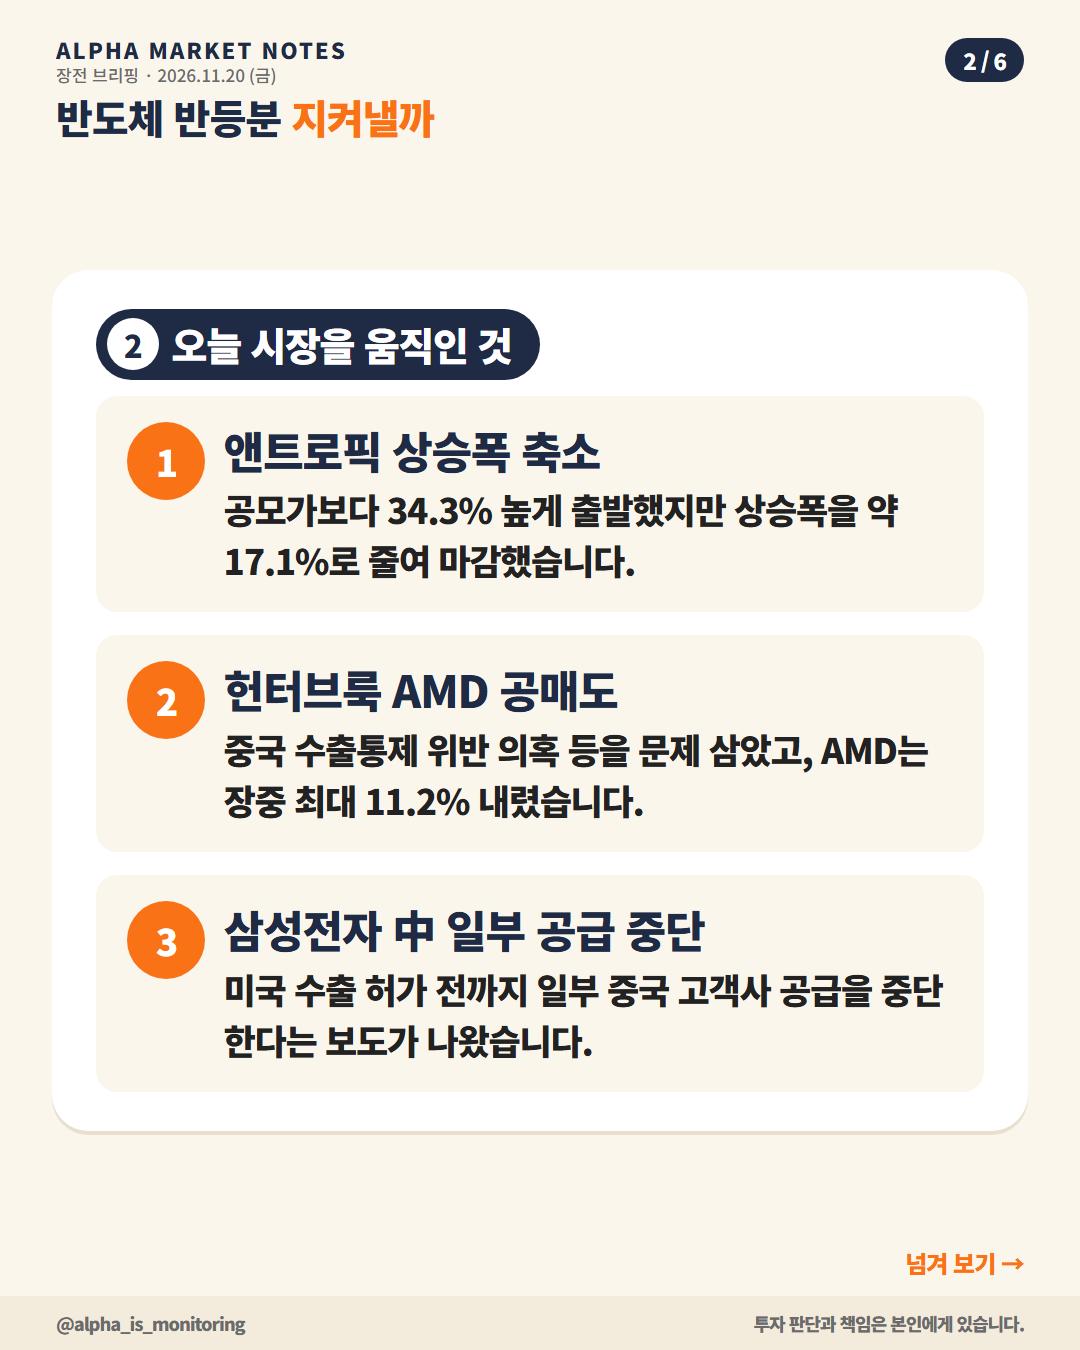 ALPHA MARKET NOTES
장전 브리핑 · 2026.11.20 (금)
반도체 반등분 지켜낼까
2/6
2 오늘 시장을 움직인 것
1
앤트로픽 상승폭 축소
공모가보다 34.3% 높게 출발했지만 상승폭을 약
17.1%로 줄여 마감했습니다.
2
헌터브룩 AMD 공매도
중국 수출통제 위반 의혹 등을 문제 삼았고, AMD는
장중 최대 11.2% 내렸습니다.
3
삼성전자 中 일부 공급 중단
미국 수출 허가 전까지 일부 중국 고객사 공급을 중단
한다는 보도가 나왔습니다.
넘겨 보기 →
@alpha_is_monitoring
투자 판단과 책임은 본인에게 있습니다.